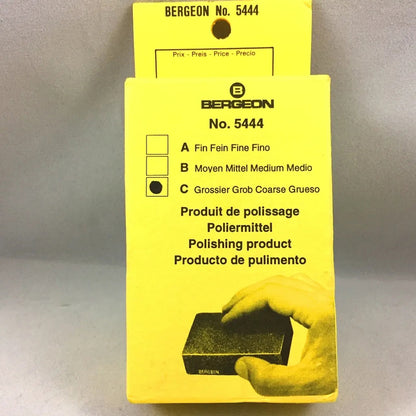 BERGEON No. 5444
Prix - Preis - Price - Precio
B
BERGEON
No. 5444
A Fin Fein Fine Fino
B Moyen Mittel Medium Medio
C Grossier Grob Coarse Grueso
Produit de polissage
Poliermittel
Polishing product
Producto de pulimento
BERGEON